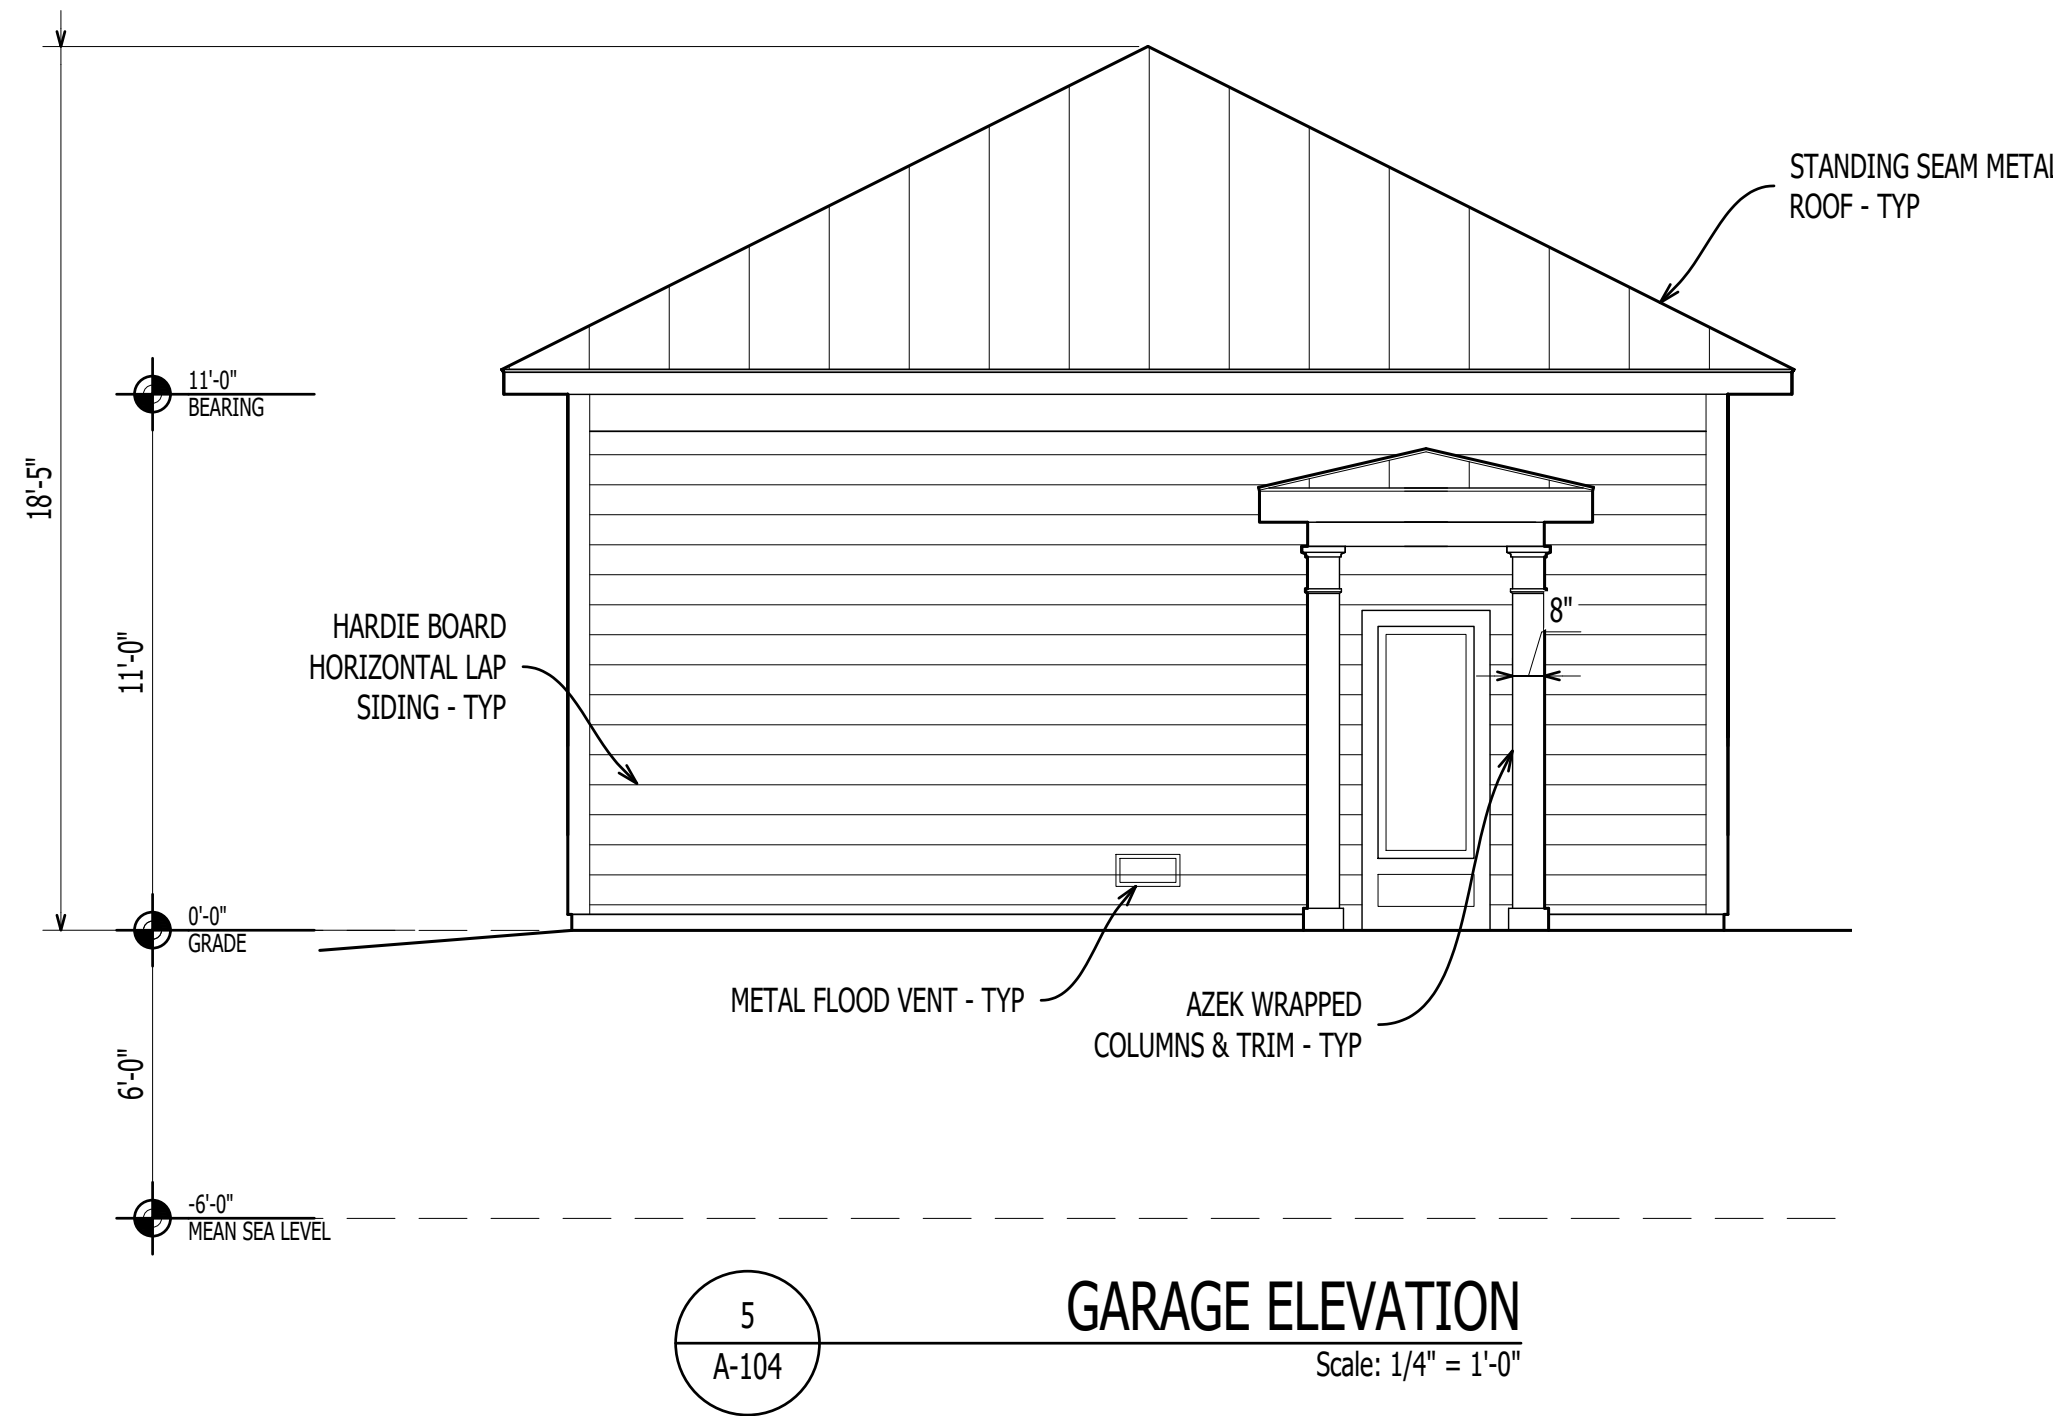 STANDING SEAM METAL
ROOF - TYP
11'-0"
BEARING
18'-5"
8"
HARDIE BOARD
HORIZONTAL LAP
SIDING - TYP
11'-0"
0'-0"
GRADE
METAL FLOOD VENT - TYP
AZEK WRAPPED
COLUMNS & TRIM - TYP
6'-0"
-6'-0"
MEAN SEA LEVEL
5
A-104
GARAGE ELEVATION
Scale: 1/4" = 1'-0"